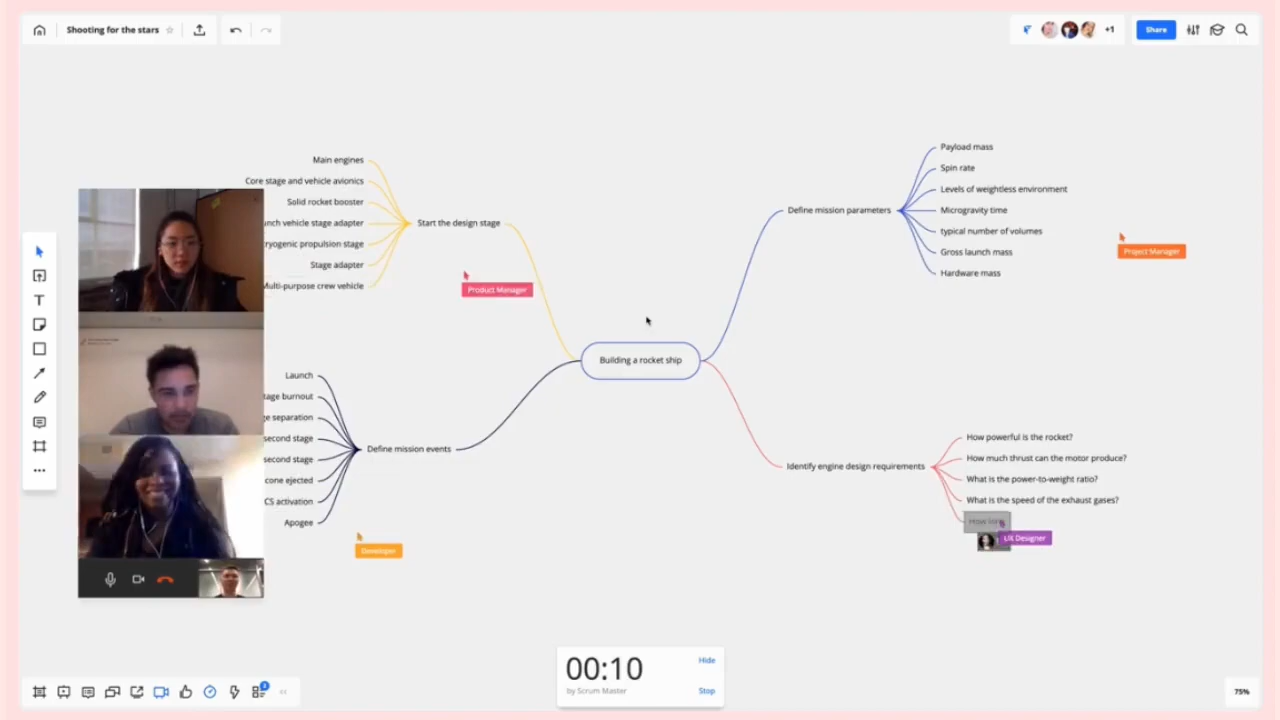 Shooting for the stars
+1
Share
Main engines
Core stage and vehicle avionics
Solid rocket booster
unch vehicle stage adapter
ryogenic propulsion stage
Stage adapter
Multi-purpose crew vehicle
Start the design stage
Product Manager
Define mission parameters
Payload mass
Spin rate
Levels of weightless environment
Microgravity time
typical number of volumes
Gross launch mass
Hardware mass
Project Manager
Building a rocket ship
Launch
tage burnout
ge separation
second stage
second stage
cone ejected
CS activation
Apogee
Define mission events
Developer
Identify engine design requirements
How powerful is the rocket?
How much thrust can the motor produce?
What is the power-to-weight ratio?
What is the speed of the exhaust gases?
How
UX Designer
00:10
by Scrum Master
Hide
Stop
75%